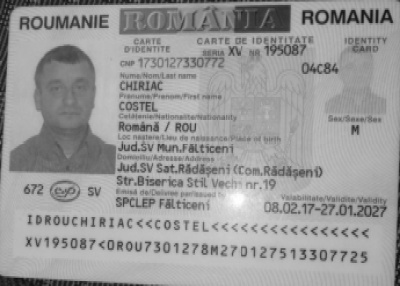 ROUMANIE ROMÂNIA ROMANIA
CARTE D'IDENTITE CARTE DE IDENTITATE IDENTITY CARD
SERIA XV NR 195087
CNP 1730127330772 04C84
Nume/Nom/Last name
CHIRIAC
Prenume/Prenom/First name
COSTEL
Cetățenie/Nationalite/Nationality Sex/Sexe/Sex
Română / ROU M
Loc naștere/Lieu de naissance/Place of birth
Jud.SV Mun.Fălticeni
Domiciliu/Adresse/Address
Jud.SV Sat.Rădășeni (Com.Rădășeni)
Str.Biserica Stil Vechi nr.19
672 SV
Emisă de/Delivree par/Issued by Valabilitate/Validite/Validity
SPCLEP Fălticeni 08.02.17-27.01.2027
IDROUCHIRIAC<<COSTEL<<<<<<<<<<<<<<<<
XV195087<0ROU7301278M270127513307725